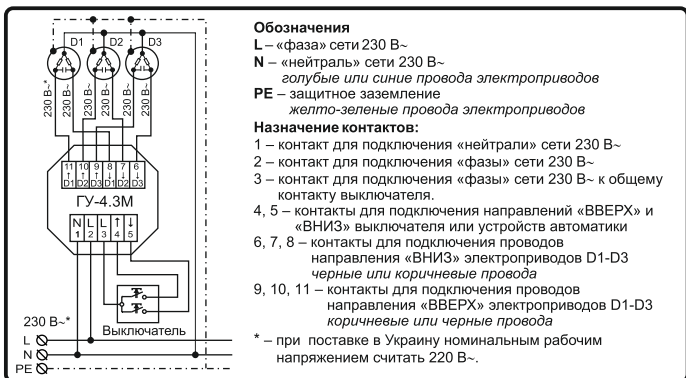 D1 D2 D3
230 В~*
230 В~
230 В~
230 В~
230 В~
230 В~
11 10 9 8 7 6
↑ ↑ ↑ ↓ ↓ ↓
D1 D2 D3 D1 D2 D3
ГУ-4.3М
N L L ↑ ↓
1 2 3 4 5
Выключатель
230 В~*
L
N
PE
Обозначения
L – «фаза» сети 230 В~
N – «нейтраль» сети 230 В~
голубые или синие провода электроприводов
PE – защитное заземление
желто-зеленые провода электроприводов
Назначение контактов:
1 – контакт для подключения «нейтрали» сети 230 В~
2 – контакт для подключения «фазы» сети 230 В~
3 – контакт для подключения «фазы» сети 230 В~ к общему
контакту выключателя.
4, 5 – контакты для подключения направлений «ВВЕРХ» и
«ВНИЗ» выключателя или устройств автоматики
6, 7, 8 – контакты для подключения проводов
направления «ВНИЗ» электроприводов D1-D3
черные или коричневые провода
9, 10, 11 – контакты для подключения проводов
направления «ВВЕРХ» электроприводов D1-D3
коричневые или черные провода
* – при поставке в Украину номинальным рабочим
напряжением считать 220 В~.